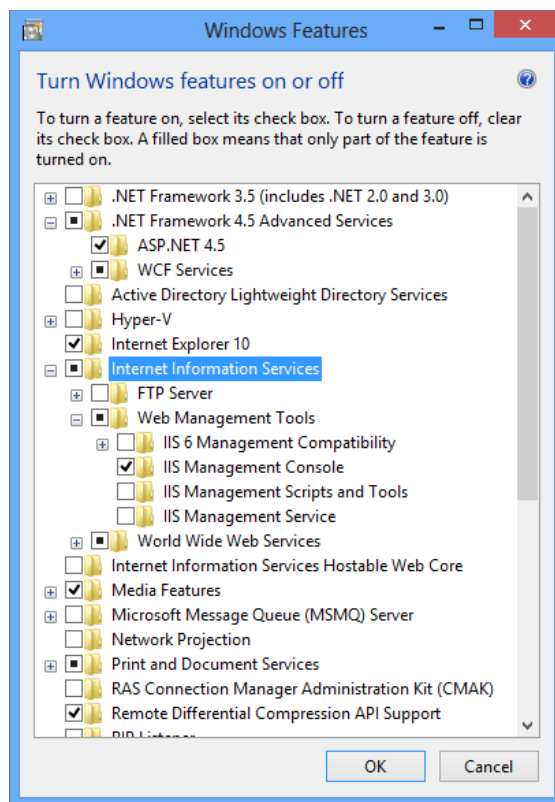 Windows Features
Turn Windows features on or off
To turn a feature on, select its check box. To turn a feature off, clear
its check box. A filled box means that only part of the feature is
turned on.
.NET Framework 3.5 (includes .NET 2.0 and 3.0)
.NET Framework 4.5 Advanced Services
ASP.NET 4.5
WCF Services
Active Directory Lightweight Directory Services
Hyper-V
Internet Explorer 10
Internet Information Services
FTP Server
Web Management Tools
IIS 6 Management Compatibility
IIS Management Console
IIS Management Scripts and Tools
IIS Management Service
World Wide Web Services
Internet Information Services Hostable Web Core
Media Features
Microsoft Message Queue (MSMQ) Server
Network Projection
Print and Document Services
RAS Connection Manager Administration Kit (CMAK)
Remote Differential Compression API Support
OK Cancel